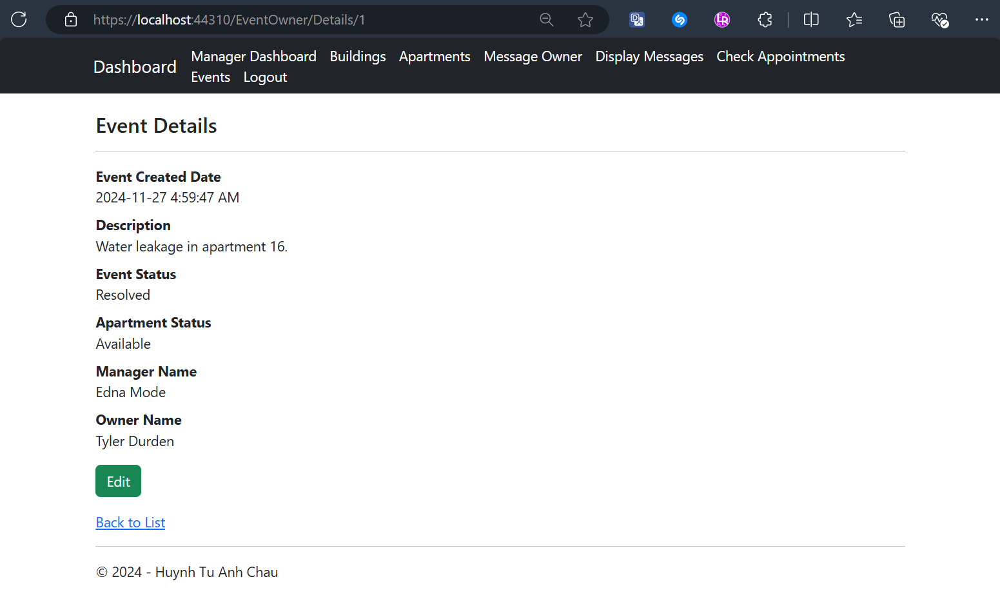 https://localhost:44310/EventOwner/Details/1
Dashboard
Manager Dashboard Buildings Apartments Message Owner Display Messages Check Appointments
Events Logout
Event Details
Event Created Date
2024-11-27 4:59:47 AM
Description
Water leakage in apartment 16.
Event Status
Resolved
Apartment Status
Available
Manager Name
Edna Mode
Owner Name
Tyler Durden
Edit
Back to List
© 2024 - Huynh Tu Anh Chau